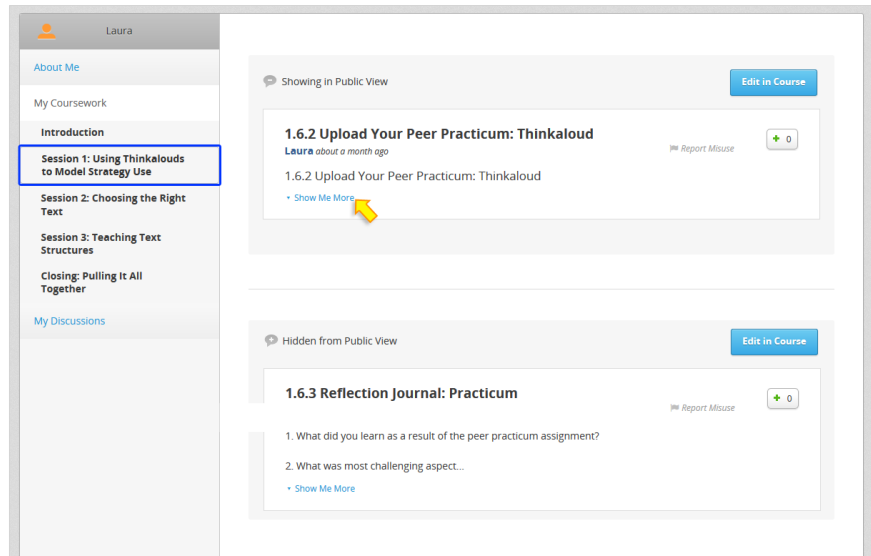 Laura
About Me
My Coursework
Introduction
Session 1: Using Thinkalouds
to Model Strategy Use
Session 2: Choosing the Right
Text
Session 3: Teaching Text
Structures
Closing: Pulling It All
Together
My Discussions
Showing in Public View
Edit in Course
1.6.2 Upload Your Peer Practicum: Thinkaloud
Laura about a month ago
Report Misuse
+ 0
1.6.2 Upload Your Peer Practicum: Thinkaloud
Show Me More
Hidden from Public View
Edit in Course
1.6.3 Reflection Journal: Practicum
Report Misuse
+ 0
1. What did you learn as a result of the peer practicum assignment?
2. What was most challenging aspect...
Show Me More